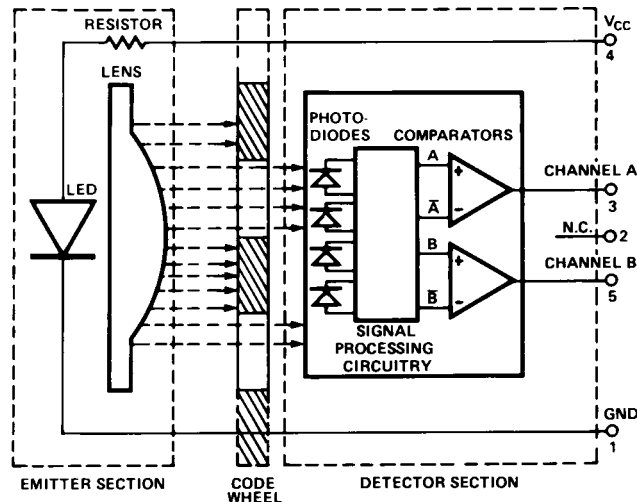 RESISTOR
V_CC
4
LENS
PHOTO-
DIODES
COMPARATORS
LED
A
+
CHANNEL A
3
A̅
−
N.C.
2
B
+
CHANNEL B
5
B̅
−
SIGNAL
PROCESSING
CIRCUITRY
GND
1
EMITTER SECTION
CODE
WHEEL
DETECTOR SECTION